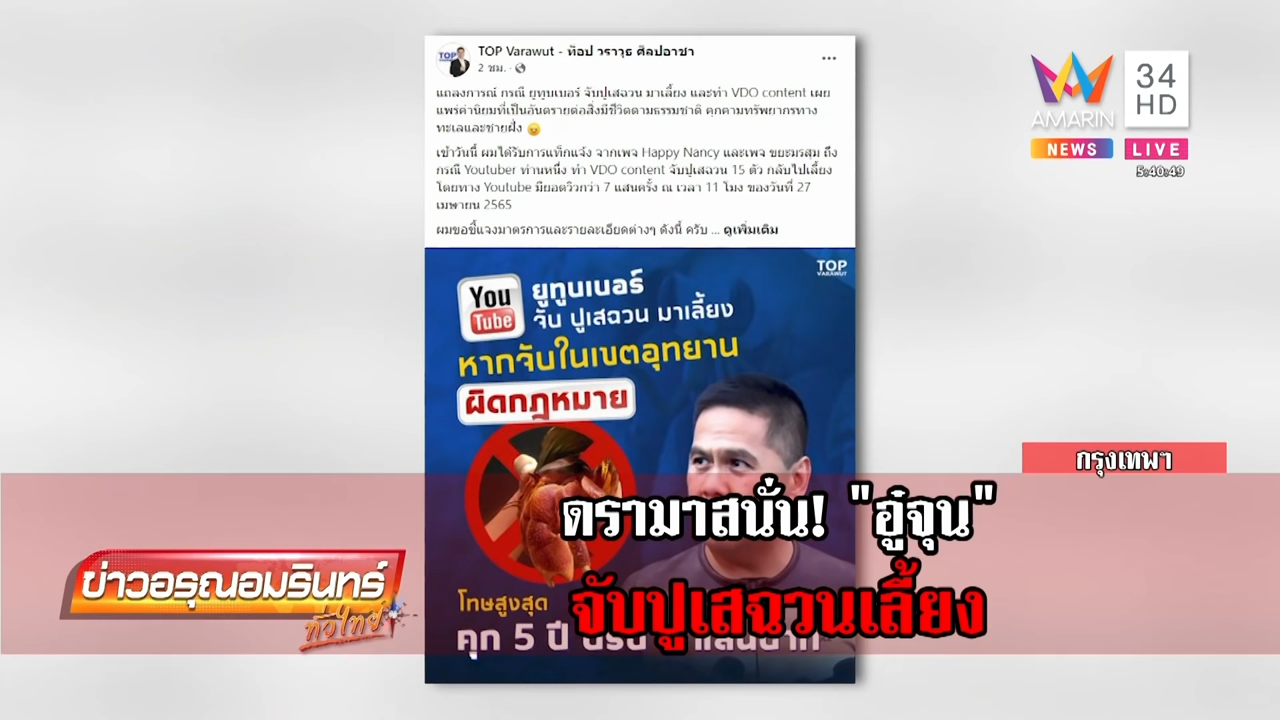 TOP Varawut - ท้อป วราวุธ ศิลปอาชา
2 ชม.
แถลงการณ์ กรณี ยูทูบเบอร์ จับปูเสฉวน มาเลี้ยง และทำ VDO content เผย
แพร่ค่านิยมที่เป็นอันตรายต่อสิ่งมีชีวิตตามธรรมชาติ คุกคามทรัพยากรทาง
ทะเลและชายฝั่ง
เช้าวันนี้ ผมได้รับการแท็กแจ้ง จากเพจ Happy Nancy และเพจ ขยะมรสุม ถึง
กรณี Youtuber ท่านหนึ่ง ทำ VDO content จับปูเสฉวน 15 ตัว กลับไปเลี้ยง
โดยทาง Youtube มียอดวิวกว่า 7 แสนครั้ง ณ เวลา 11 โมง ของวันที่ 27
เมษายน 2565
ผมขอชี้แจงมาตรการและรายละเอียดต่างๆ ดังนี้ ครับ ... ดูเพิ่มเติม
TOP
VARAWUT
You
Tube
ยูทูบเบอร์
จับ ปูเสฉวน มาเลี้ยง
หากจับในเขตอุทยาน
ผิดกฎหมาย
โทษสูงสุด
คุก 5 ปี ปรับ แสนบาท
AMARIN
34
HD
NEWS
LIVE
5:40:49
กรุงเทพฯ
ดรามาสนั่น! "อู๋จุน"
จับปูเสฉวนเลี้ยง
ข่าวอรุณอมรินทร์
ทั่วไทย